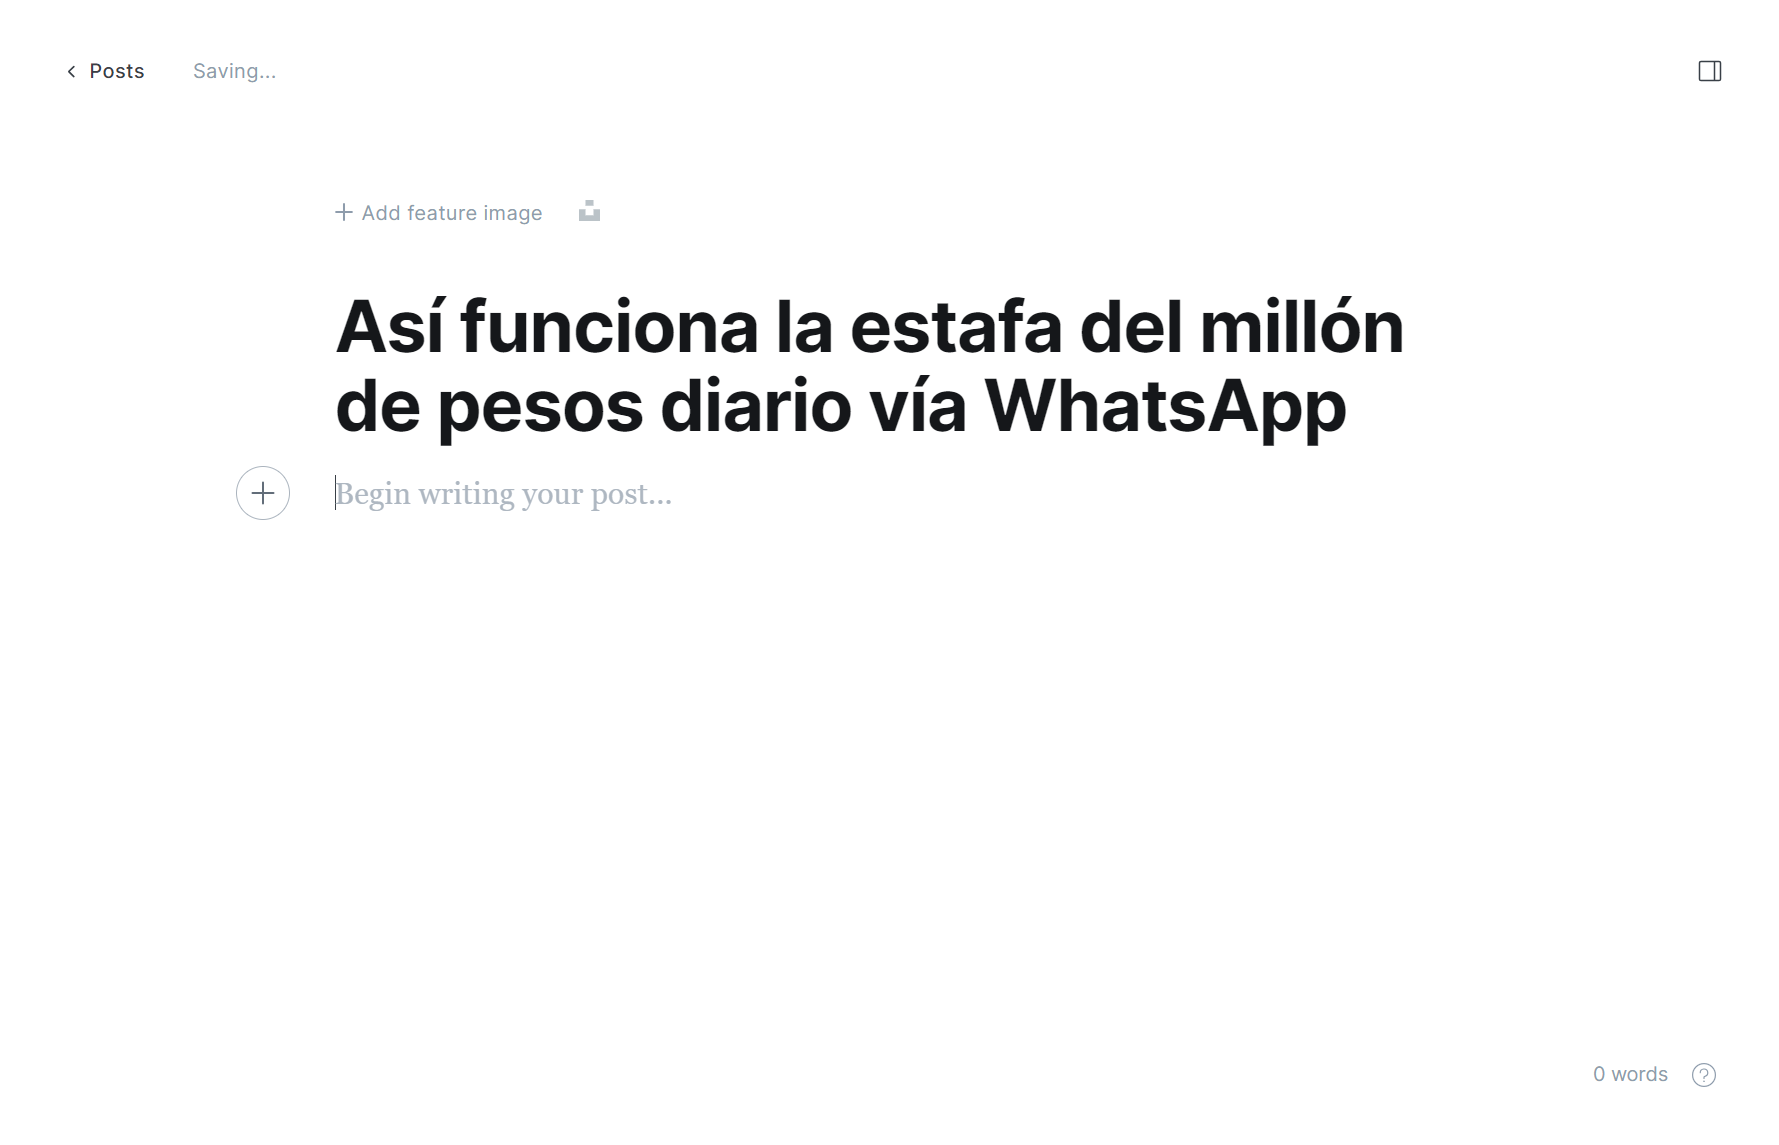 Posts
Saving...
Add feature image
Así funciona la estafa del millón
de pesos diario vía WhatsApp
Begin writing your post...
0 words
?